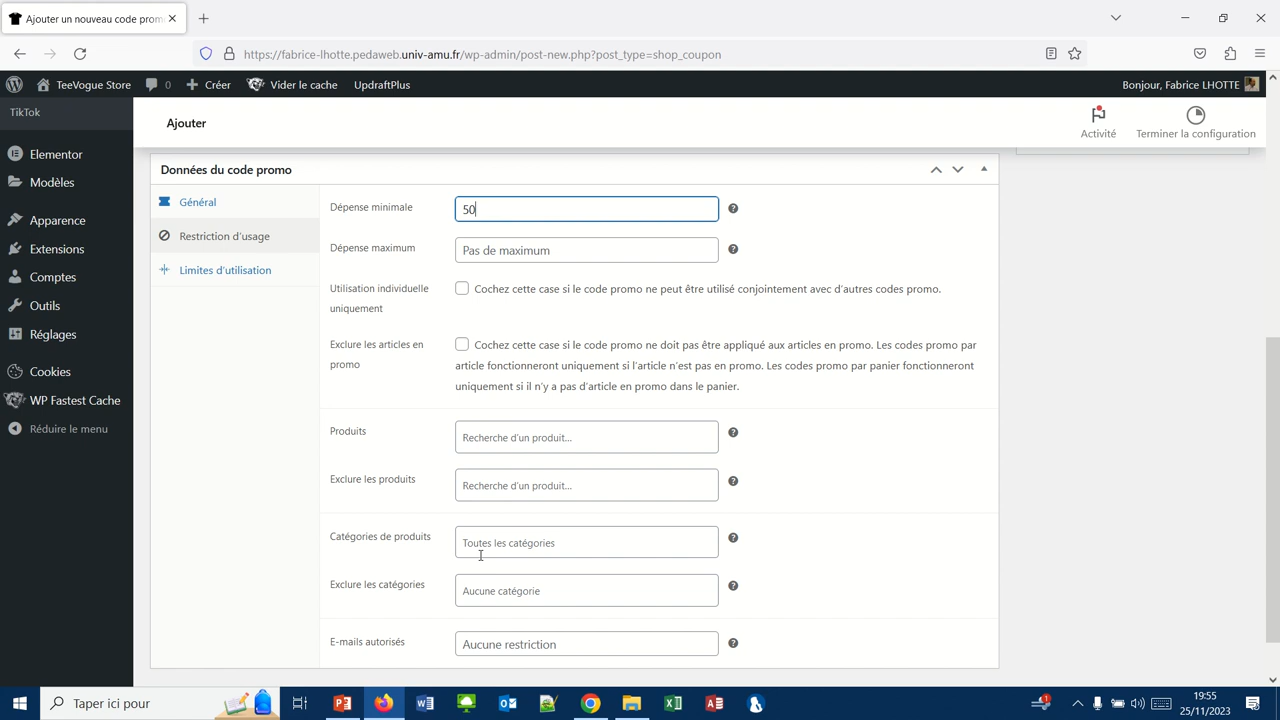 Ajouter un nouveau code prom
https://fabrice-lhotte.pedaweb.univ-amu.fr/wp-admin/post-new.php?post_type=shop_coupon
TeeVogue Store
0
Créer
Vider le cache
UpdraftPlus
Bonjour, Fabrice LHOTTE
TikTok
Elementor
Modèles
Apparence
Extensions
Comptes
Outils
Réglages
Cookies
WP Fastest Cache
Réduire le menu
Ajouter
Activité
Terminer la configuration
Données du code promo
Général
Restriction d'usage
Limites d'utilisation
Dépense minimale
50
Dépense maximum
Pas de maximum
Utilisation individuelle
uniquement
Cochez cette case si le code promo ne peut être utilisé conjointement avec d'autres codes promo.
Exclure les articles en
promo
Cochez cette case si le code promo ne doit pas être appliqué aux articles en promo. Les codes promo par
article fonctionneront uniquement si l'article n'est pas en promo. Les codes promo par panier fonctionneront
uniquement si il n'y a pas d'article en promo dans le panier.
Produits
Recherche d'un produit...
Exclure les produits
Recherche d'un produit...
Catégories de produits
Toutes les catégories
Exclure les catégories
Aucune catégorie
E-mails autorisés
Aucune restriction
Taper ici pour
19:55
25/11/2023